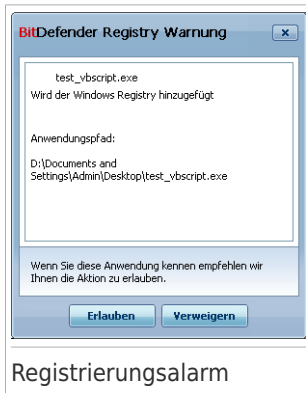 BitDefender Registry Warnung
test_vbscript.exe
Wird der Windows Registry hinzugefügt
Anwendungspfad:
D:\Documents and
Settings\Admin\Desktop\test_vbscript.exe
Wenn Sie diese Anwendung kennen empfehlen wir
Ihnen die Aktion zu erlauben.
Erlauben Verweigern
Registrierungsalarm